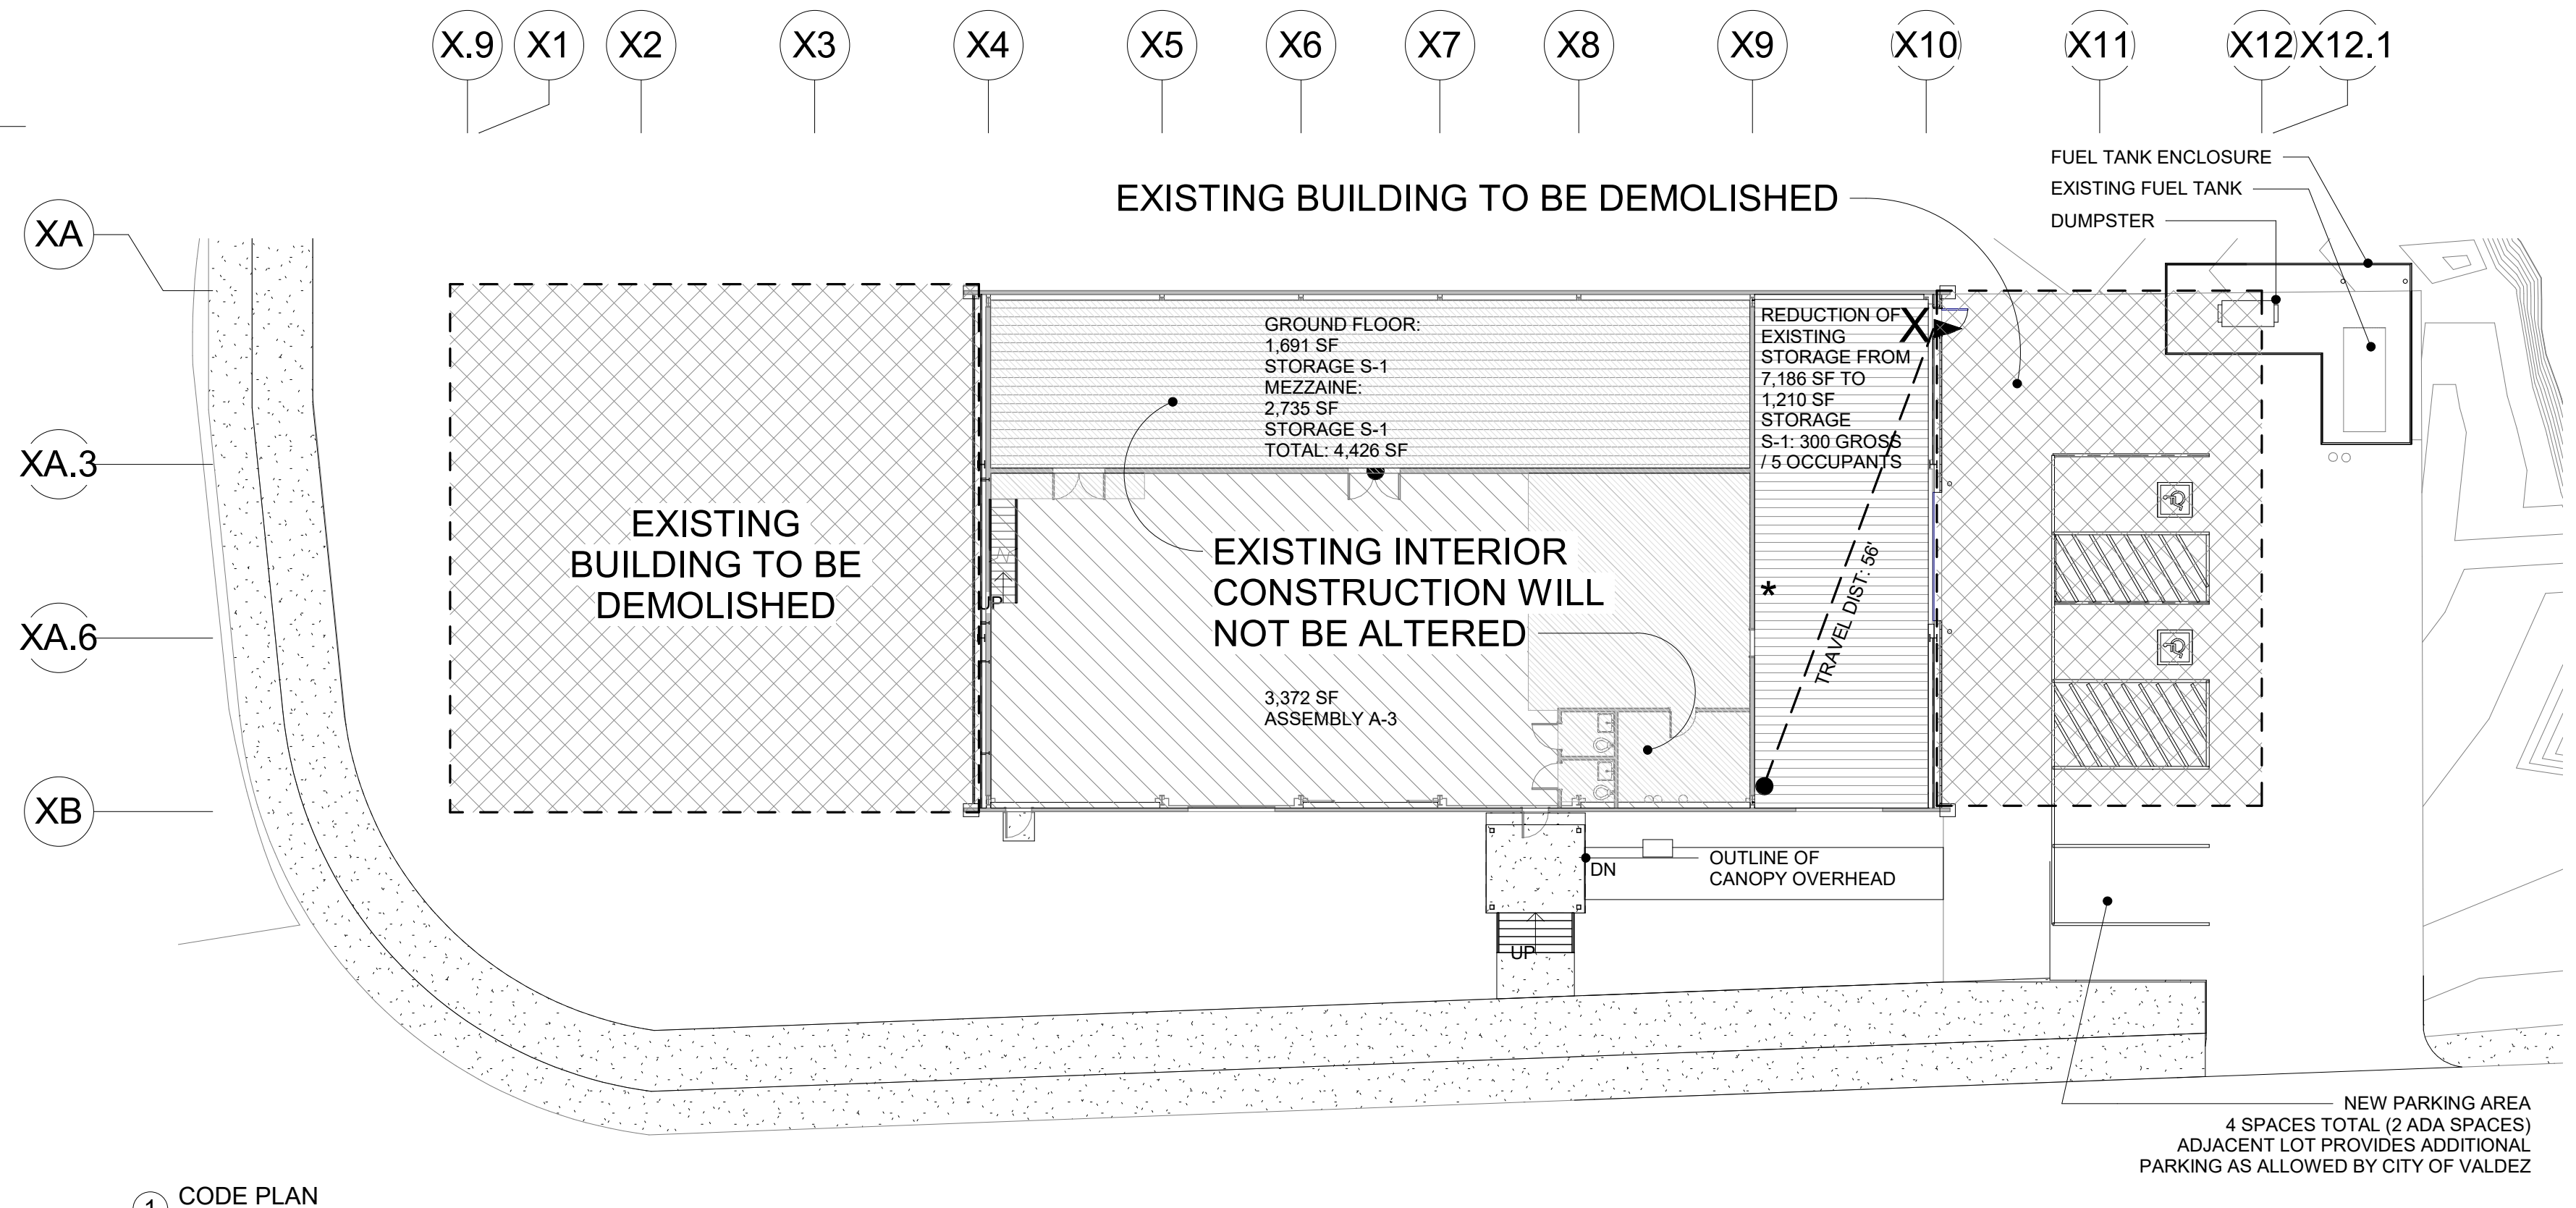 X.9
X1
X2
X3
X4
X5
X6
X7
X8
X9
X10
X11
X12
X12.1
FUEL TANK ENCLOSURE
EXISTING FUEL TANK
DUMPSTER
EXISTING BUILDING TO BE DEMOLISHED
XA
XA.3
XA.6
XB
GROUND FLOOR:
1,691 SF
STORAGE S-1
MEZZAINE:
2,735 SF
STORAGE S-1
TOTAL: 4,426 SF
REDUCTION OF
EXISTING
STORAGE FROM
7,186 SF TO
1,210 SF
STORAGE
S-1: 300 GROSS
/ 5 OCCUPANTS
X
EXISTING
BUILDING TO BE
DEMOLISHED
UP
EXISTING INTERIOR
CONSTRUCTION WILL
NOT BE ALTERED
*
TRAVEL DIST: 56'
3,372 SF
ASSEMBLY A-3
DN
OUTLINE OF
CANOPY OVERHEAD
UP
NEW PARKING AREA
4 SPACES TOTAL (2 ADA SPACES)
ADJACENT LOT PROVIDES ADDITIONAL
PARKING AS ALLOWED BY CITY OF VALDEZ
1
CODE PLAN